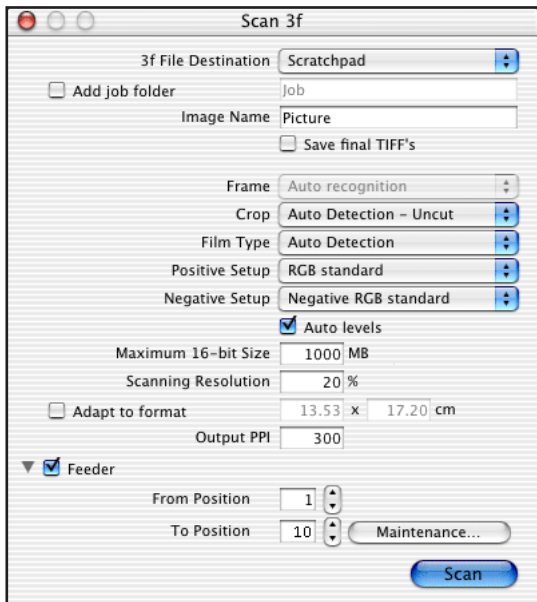 Scan 3f
3f File Destination Scratchpad
Add job folder Job
Image Name Picture
Save final TIFF's
Frame Auto recognition
Crop Auto Detection - Uncut
Film Type Auto Detection
Positive Setup RGB standard
Negative Setup Negative RGB standard
Auto levels
Maximum 16-bit Size 1000 MB
Scanning Resolution 20 %
Adapt to format 13.53 x 17.20 cm
Output PPI 300
Feeder
From Position 1
To Position 10 Maintenance...
Scan